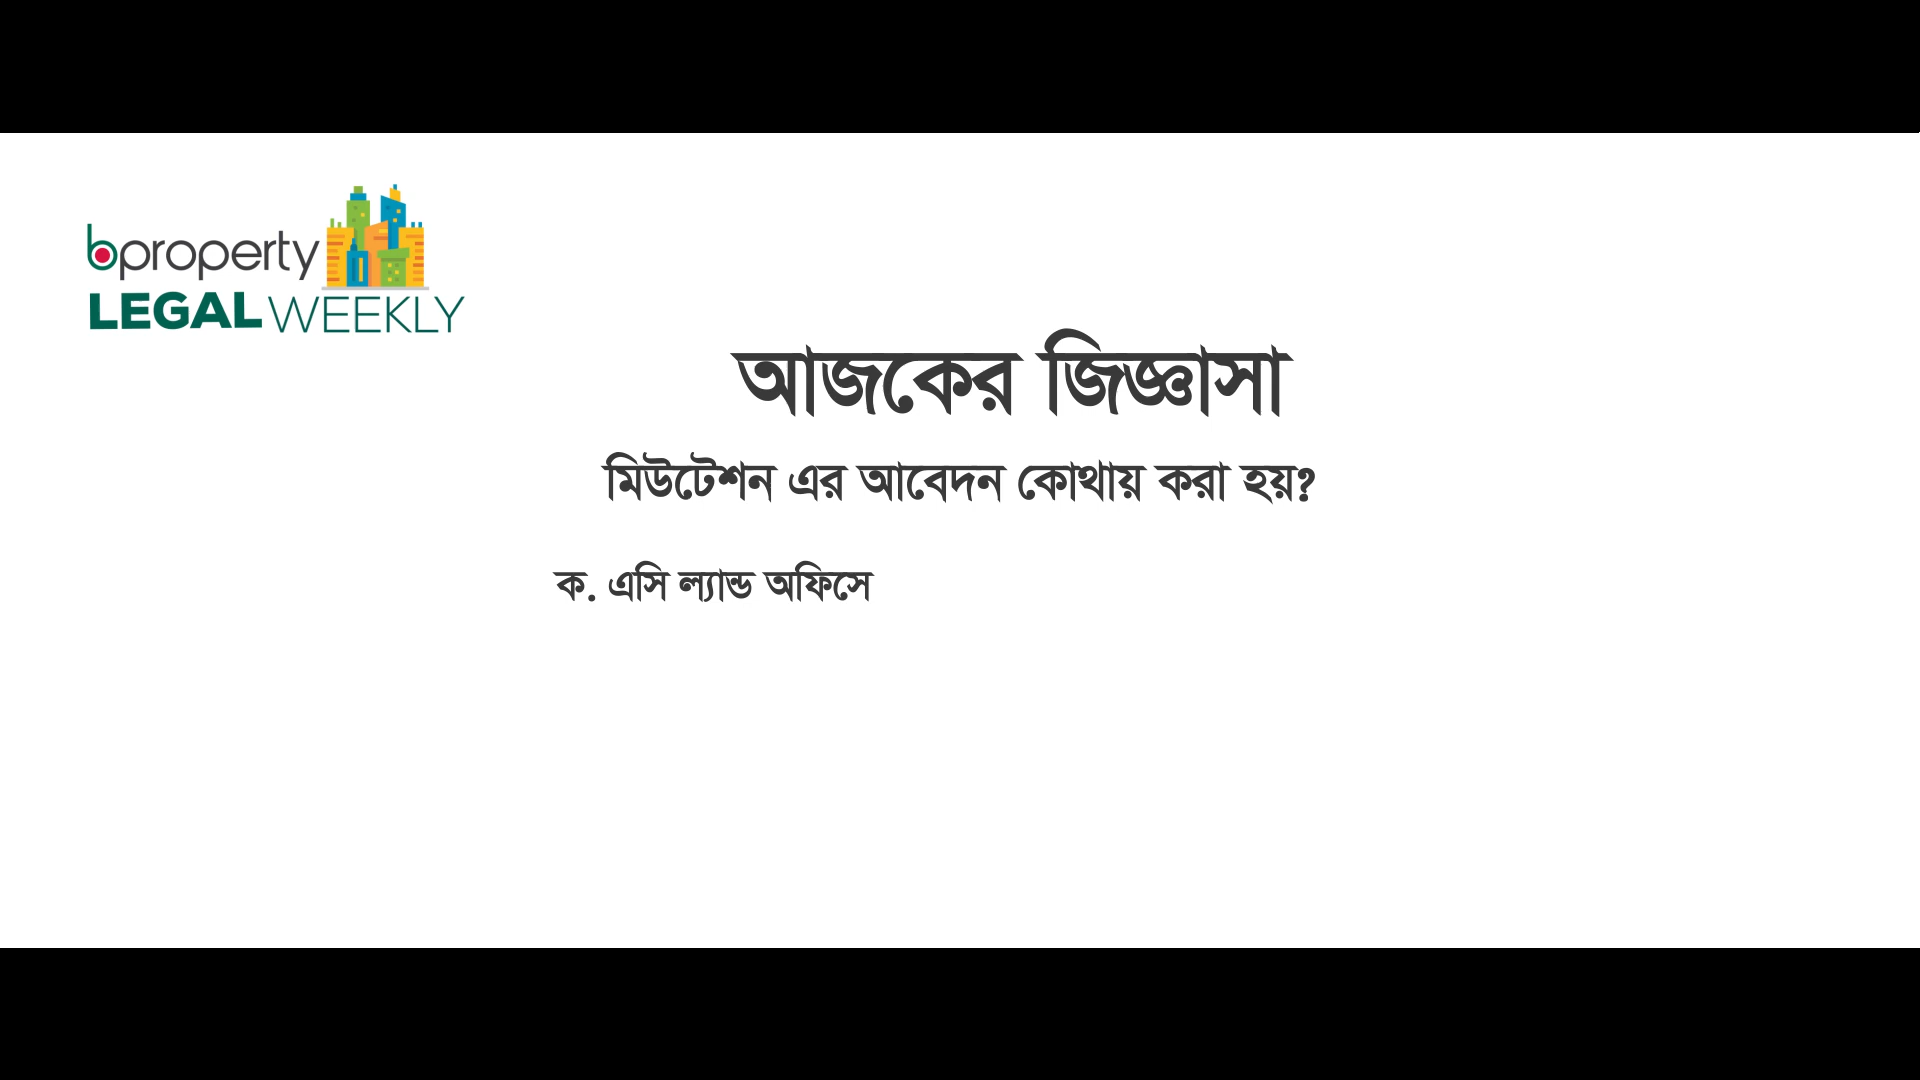 bproperty
LEGAL WEEKLY
আজকের জিজ্ঞাসা
মিউটেশন এর আবেদন কোথায় করা হয়?
ক. এসি ল্যান্ড অফিসে